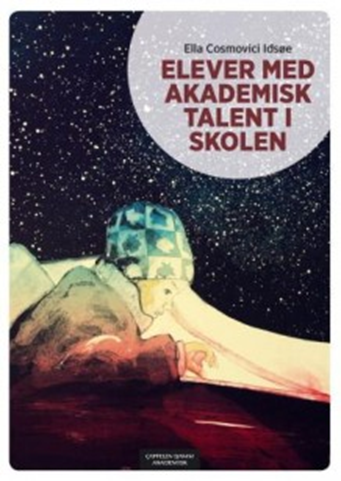 Ella Cosmovici Idsøe
ELEVER MED
AKADEMISK
TALENT I
SKOLEN
CAPPELEN DAMM
AKADEMISK